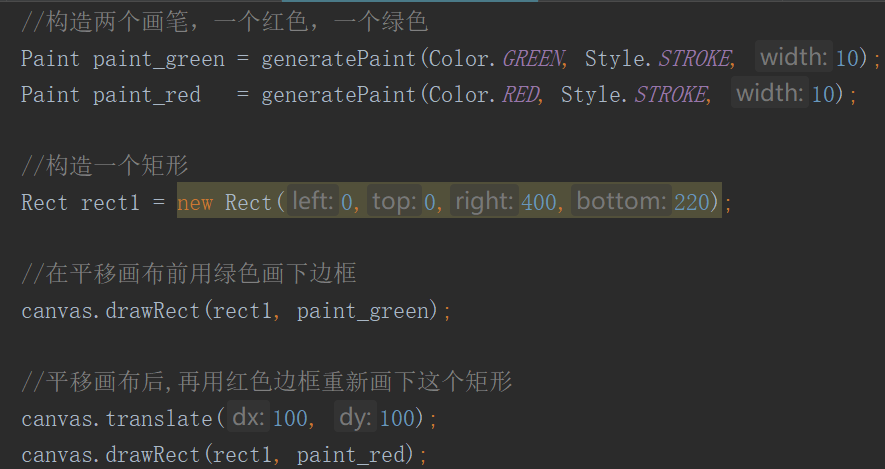 //构造两个画笔，一个红色，一个绿色
Paint paint_green = generatePaint(Color.GREEN, Style.STROKE, width: 10);
Paint paint_red   = generatePaint(Color.RED, Style.STROKE, width: 10);
//构造一个矩形
Rect rect1 = new Rect(left: 0, top: 0, right: 400, bottom: 220);
//在平移画布前用绿色画下边框
canvas.drawRect(rect1, paint_green);
//平移画布后,再用红色边框重新画下这个矩形
canvas.translate(dx: 100, dy: 100);
canvas.drawRect(rect1, paint_red);